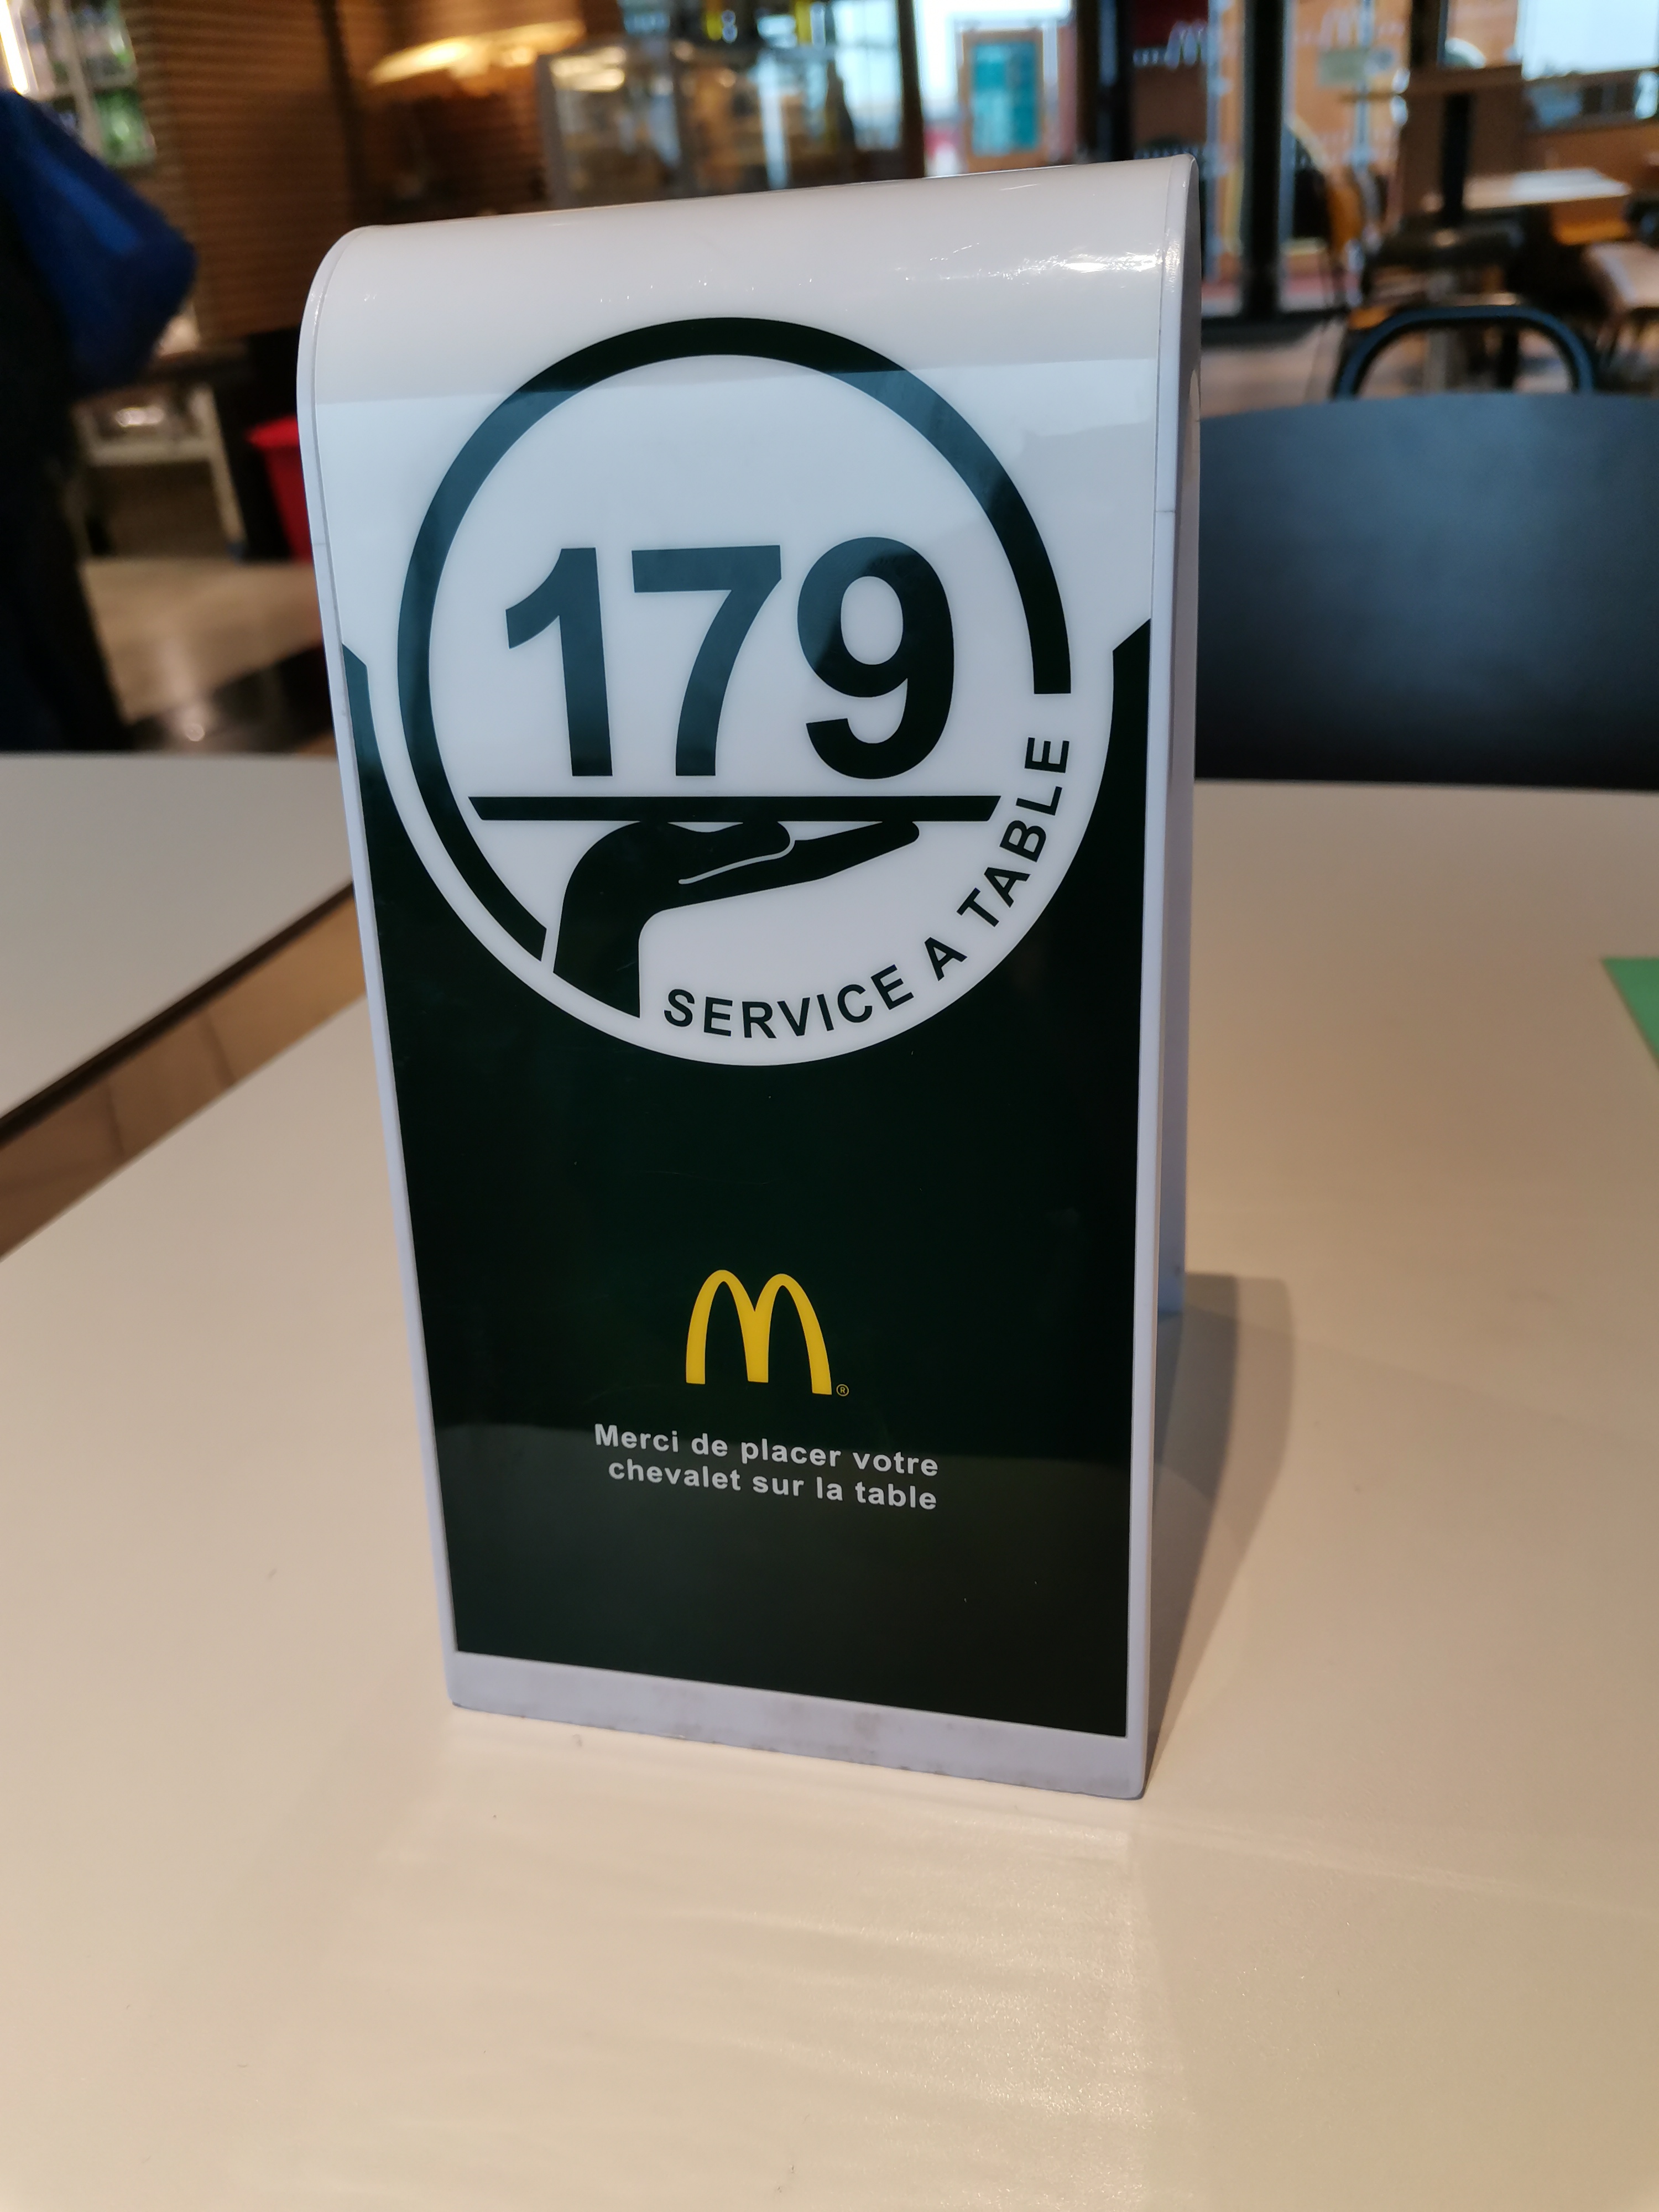 179
SERVICE A TABLE
M
®
Merci de placer votre
chevalet sur la table